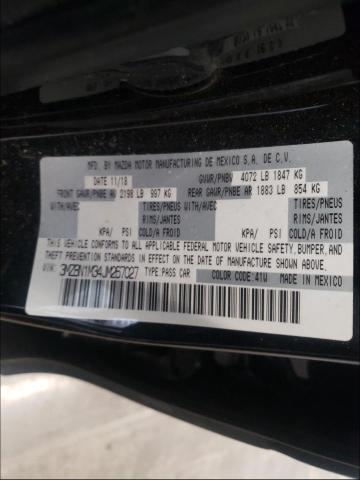 MFD. BY MAZDA MOTOR MANUFACTURING DE MEXICO S.A. DE C.V.
DATE 11/18 GVWR/PNBV 4072 LB 1847 KG
FRONT GAWR/PNBE AV 2198 LB 997 KG REAR GAWR/PNBE AR 1883 LB 854 KG
WITH/AVEC TIRES/PNEUS WITH/AVEC TIRES/PNEUS
RIMS/JANTES RIMS/JANTES
KPA/ PSI COLD/A FROID KPA/ PSI COLD/A FROID
THIS VEHICLE CONFORMS TO ALL APPLICABLE FEDERAL MOTOR VEHICLE SAFETY, BUMPER, AND
THEFT PREVENTION STANDARDS IN EFFECT ON THE DATE OF MANUFACTURE SHOWN ABOVE.
VIN: 3MZBN1M34JM267027 TYPE: PASSENGER CAR
COLOR CODE: 41W MADE IN MEXICO